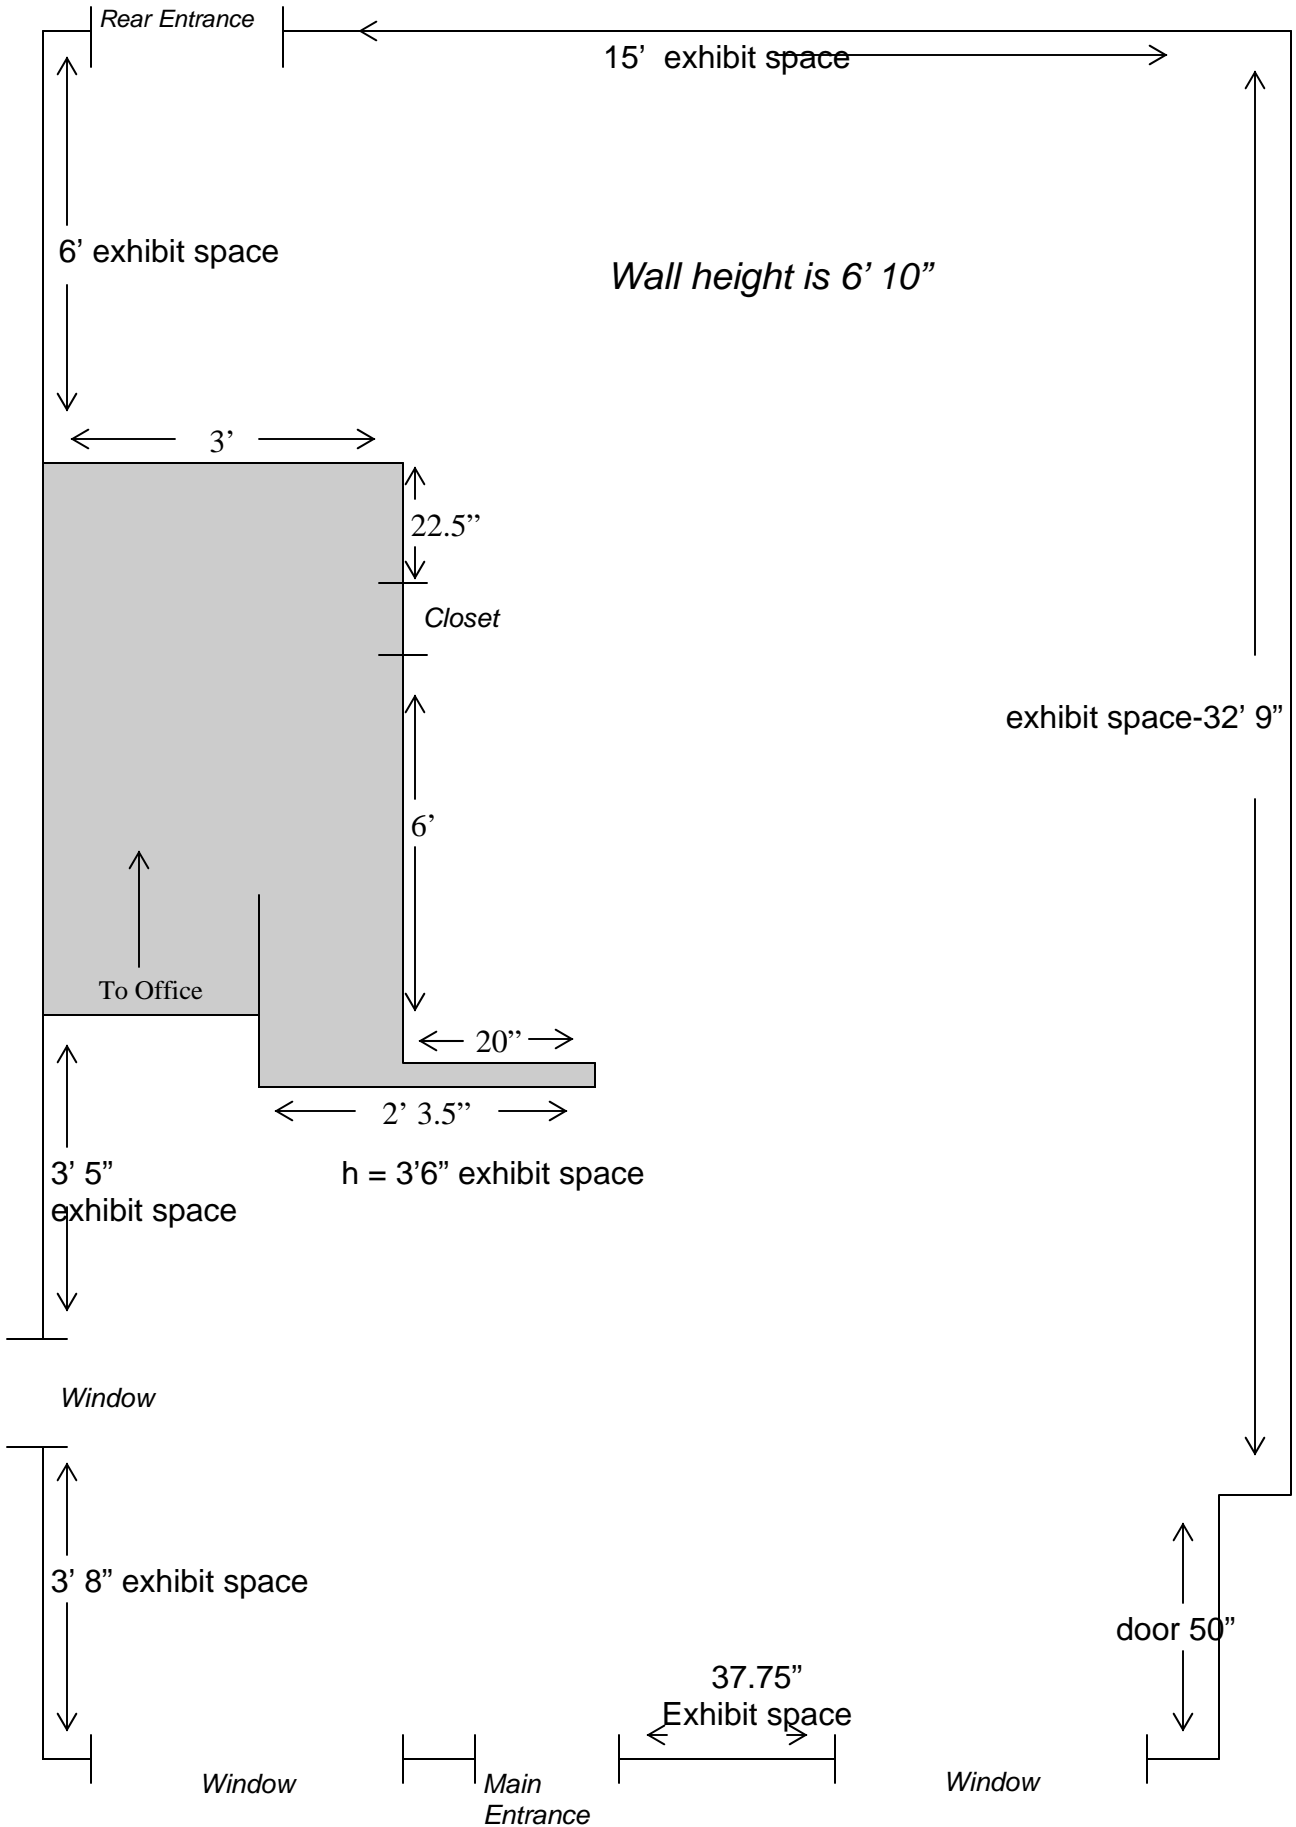 Rear Entrance
15’ exhibit space
6’ exhibit space
Wall height is 6’ 10”
3’
22.5”
Closet
exhibit space-32’ 9”
6’
To Office
20”
2’ 3.5”
3’ 5”
exhibit space
h = 3’6” exhibit space
Window
3’ 8” exhibit space
door 50”
37.75”
Exhibit space
Window
Main
Entrance
Window